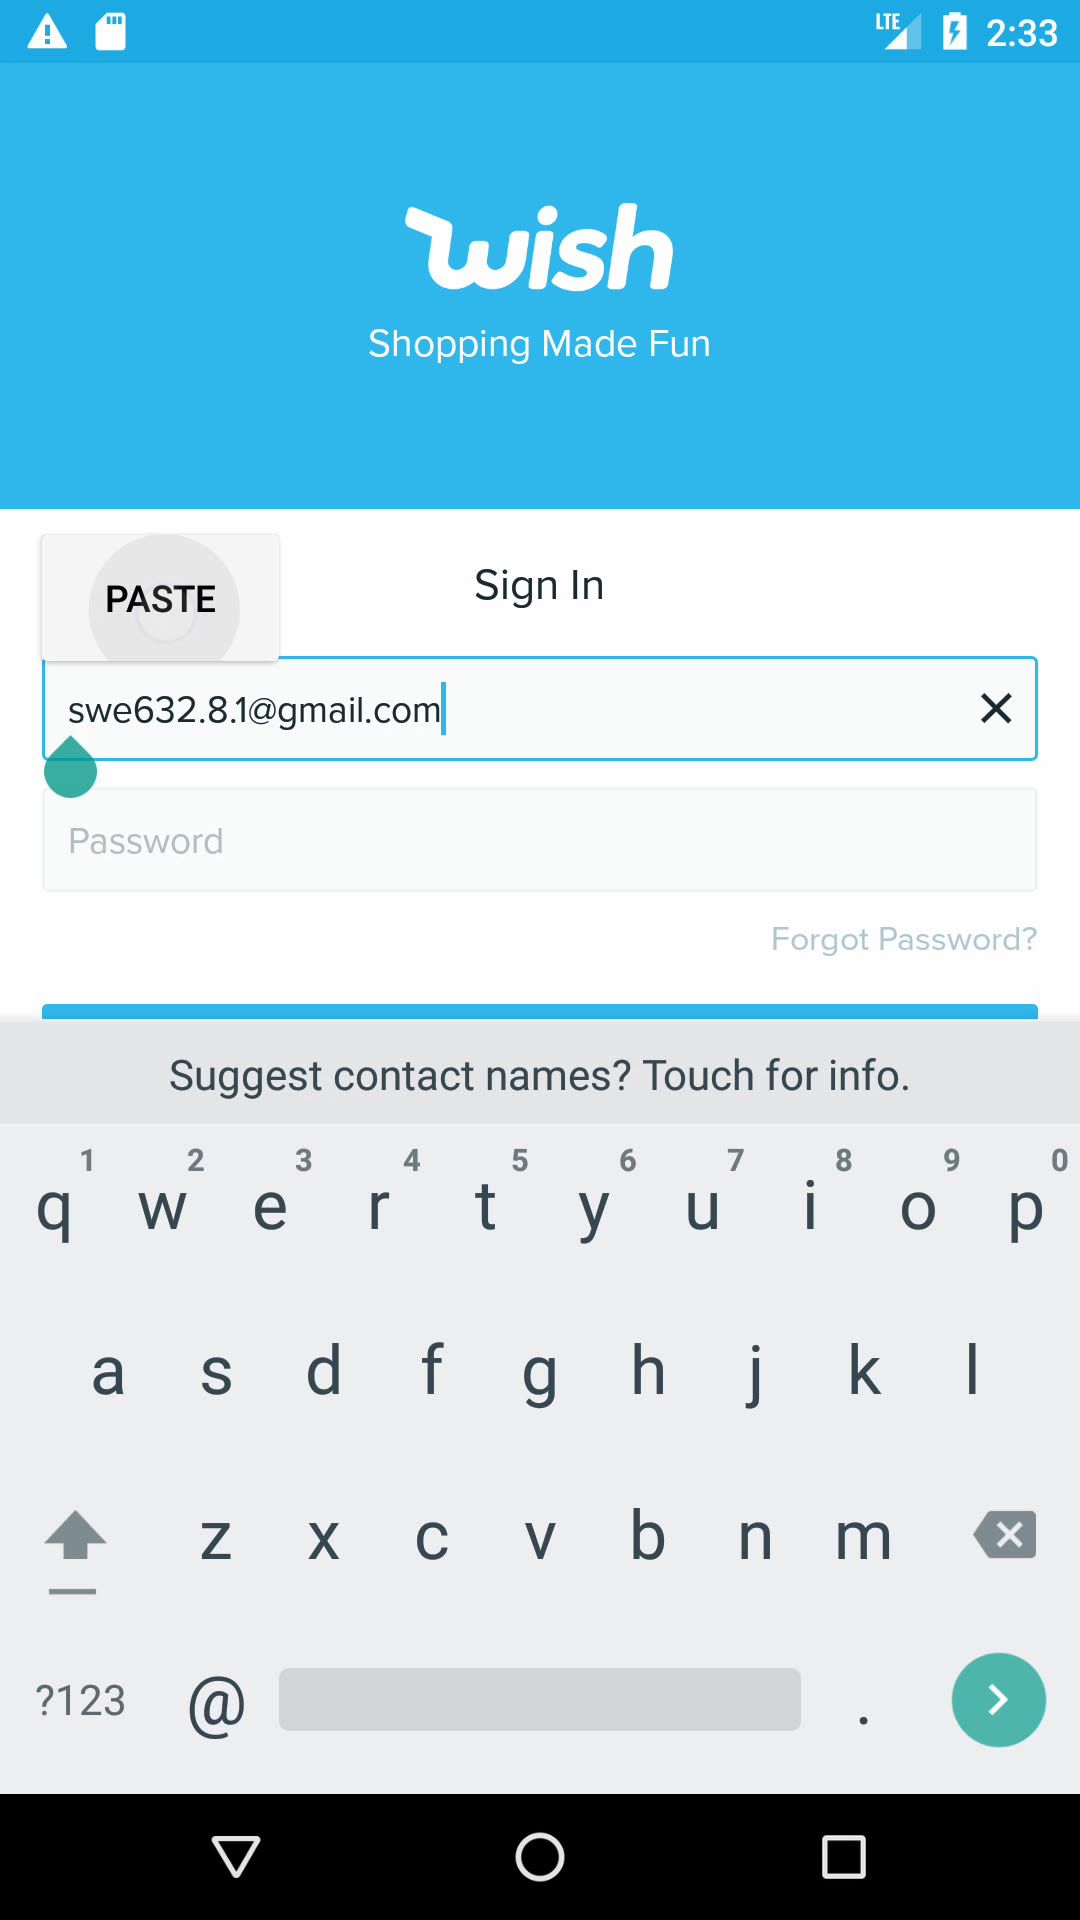 LTE 2:33
wish
Shopping Made Fun
PASTE
Sign In
swe632.8.1@gmail.com
Password
Forgot Password?
Suggest contact names? Touch for info.
1 2 3 4 5 6 7 8 9 0
q w e r t y u i o p
a s d f g h j k l
z x c v b n m
?123 @ .